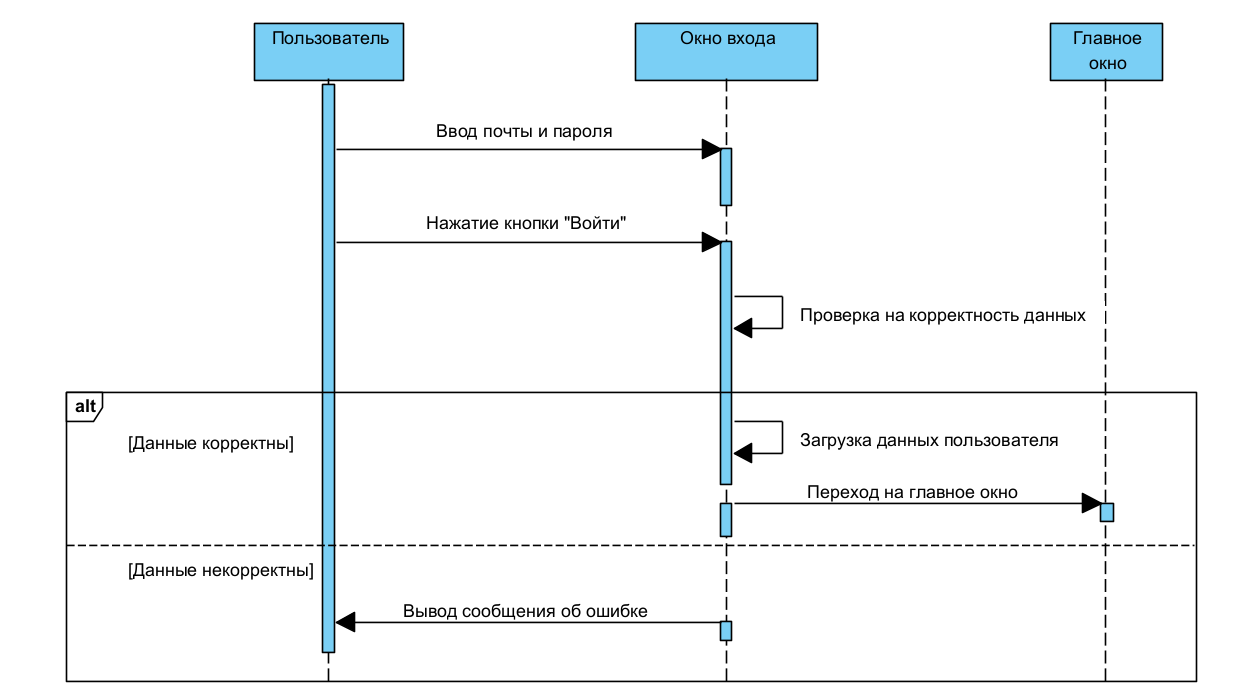 Пользователь
Окно входа
Главное
окно
Ввод почты и пароля
Нажатие кнопки "Войти"
Проверка на корректность данных
alt
[Данные корректны]
Загрузка данных пользователя
Переход на главное окно
[Данные некорректны]
Вывод сообщения об ошибке